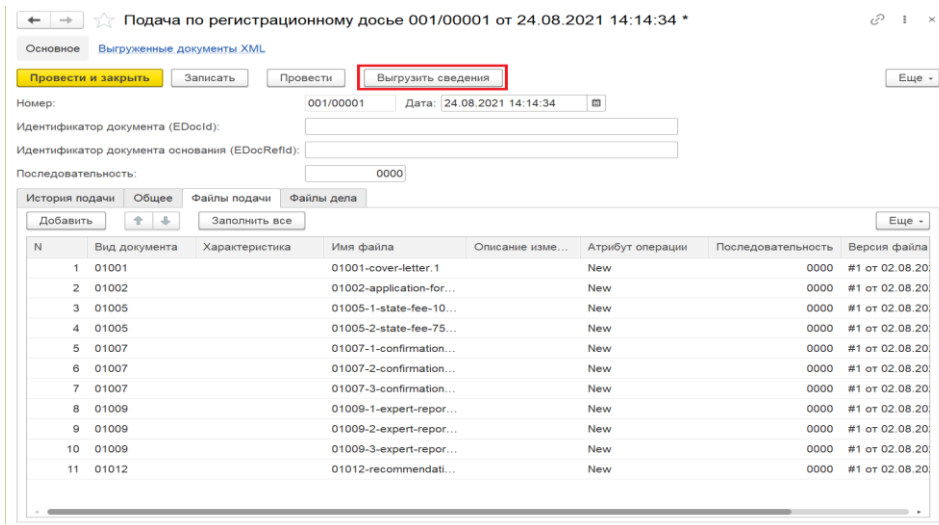 Подача по регистрационному досье 001/00001 от 24.08.2021 14:14:34 *
Основное Выгруженные документы XML
Провести и закрыть Записать Провести Выгрузить сведения Еще
Номер: 001/00001 Дата: 24.08.2021 14:14:34
Идентификатор документа (EDocId):
Идентификатор документа основания (EDocRefId):
Последовательность: 0000
История подачи Общее Файлы подачи Файлы дела
Добавить Заполнить все Еще
N Вид документа Характеристика Имя файла Описание изме... Атрибут операции Последовательность Версия файла
1 01001 01001-cover-letter.1 New 0000 #1 от 02.08.20
2 01002 01002-application-for... New 0000 #1 от 02.08.20
3 01005 01005-1-state-fee-10... New 0000 #1 от 02.08.20
4 01005 01005-2-state-fee-75... New 0000 #1 от 02.08.20
5 01007 01007-1-confirmation... New 0000 #1 от 02.08.20
6 01007 01007-2-confirmation... New 0000 #1 от 02.08.20
7 01007 01007-3-confirmation... New 0000 #1 от 02.08.20
8 01009 01009-1-expert-repor... New 0000 #1 от 02.08.20
9 01009 01009-2-expert-repor... New 0000 #1 от 02.08.20
10 01009 01009-3-expert-repor... New 0000 #1 от 02.08.20
11 01012 01012-recommendati... New 0000 #1 от 02.08.20